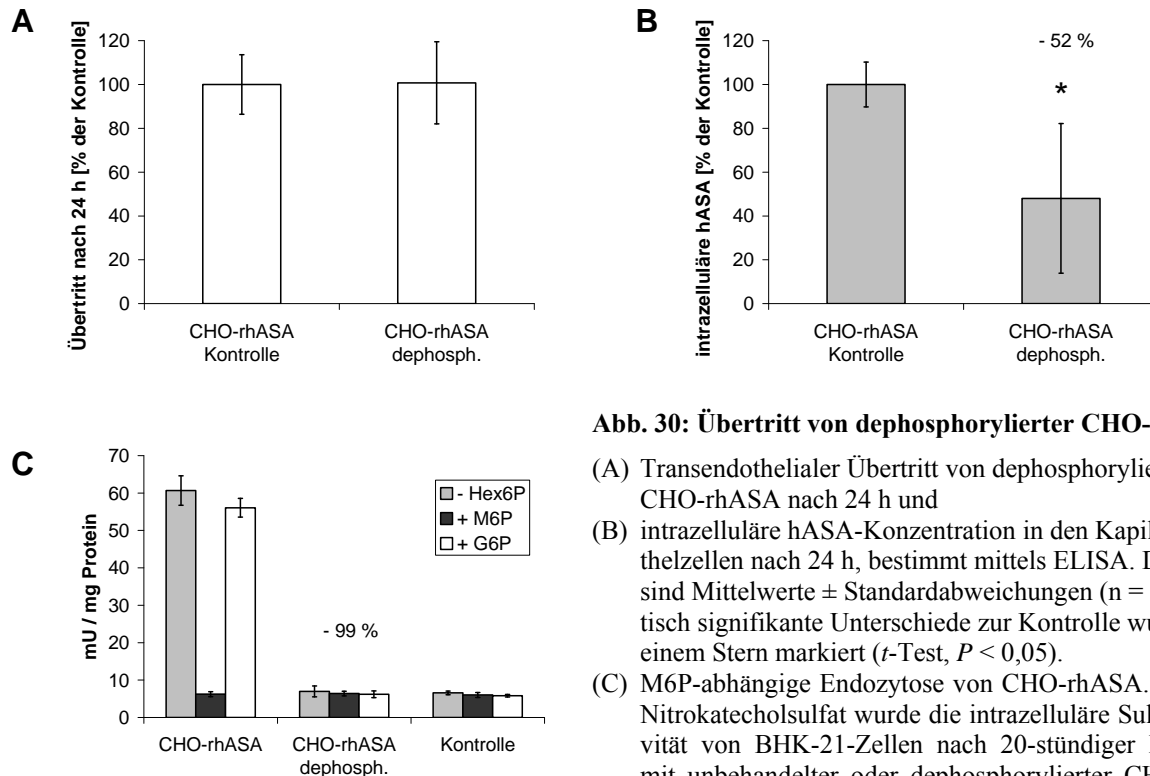 A
Übertritt nach 24 h [% der Kontrolle]
120
100
80
60
40
20
0
CHO-rhASA
Kontrolle
CHO-rhASA
dephosph.
B
intrazelluläre hASA [% der Kontrolle]
120
100
80
60
40
20
0
- 52 %
*
CHO-rhASA
Kontrolle
CHO-rhASA
dephosph.
C
mU / mg Protein
70
60
50
40
30
20
10
0
- Hex6P
+ M6P
+ G6P
- 99 %
CHO-rhASA
CHO-rhASA
dephosph.
Kontrolle
Abb. 30: Übertritt von dephosphorylierter CHO-
(A) Transendothelialer Übertritt von dephosphorylie
CHO-rhASA nach 24 h und
(B) intrazelluläre hASA-Konzentration in den Kapil
thelzellen nach 24 h, bestimmt mittels ELISA. D
sind Mittelwerte ± Standardabweichungen (n =
tisch signifikante Unterschiede zur Kontrolle wu
einem Stern markiert (t-Test, P < 0,05).
(C) M6P-abhängige Endozytose von CHO-rhASA.
Nitrokatecholsulfat wurde die intrazelluläre Sul
vität von BHK-21-Zellen nach 20-stündiger
mit unbehandelter oder dephosphorylierter CH